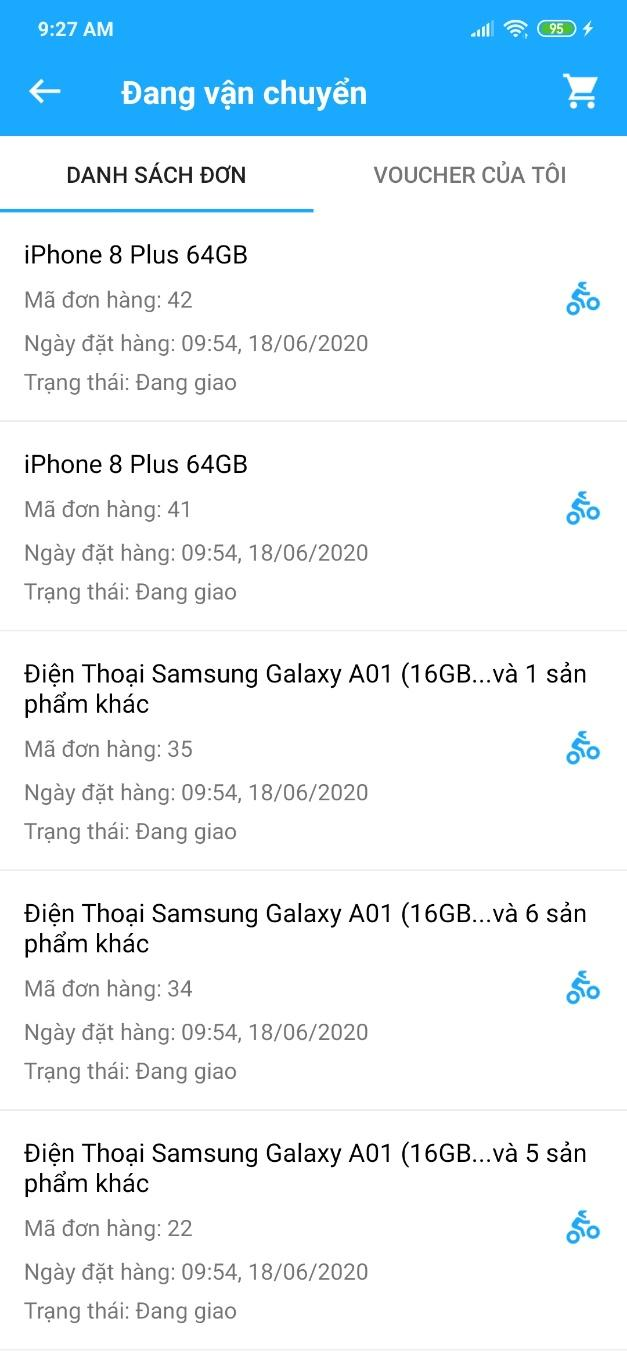 9:27 AM
95
Đang vận chuyển
DANH SÁCH ĐƠN
VOUCHER CỦA TÔI
iPhone 8 Plus 64GB
Mã đơn hàng: 42
Ngày đặt hàng: 09:54, 18/06/2020
Trạng thái: Đang giao
iPhone 8 Plus 64GB
Mã đơn hàng: 41
Ngày đặt hàng: 09:54, 18/06/2020
Trạng thái: Đang giao
Điện Thoại Samsung Galaxy A01 (16GB...và 1 sản
phẩm khác
Mã đơn hàng: 35
Ngày đặt hàng: 09:54, 18/06/2020
Trạng thái: Đang giao
Điện Thoại Samsung Galaxy A01 (16GB...và 6 sản
phẩm khác
Mã đơn hàng: 34
Ngày đặt hàng: 09:54, 18/06/2020
Trạng thái: Đang giao
Điện Thoại Samsung Galaxy A01 (16GB...và 5 sản
phẩm khác
Mã đơn hàng: 22
Ngày đặt hàng: 09:54, 18/06/2020
Trạng thái: Đang giao